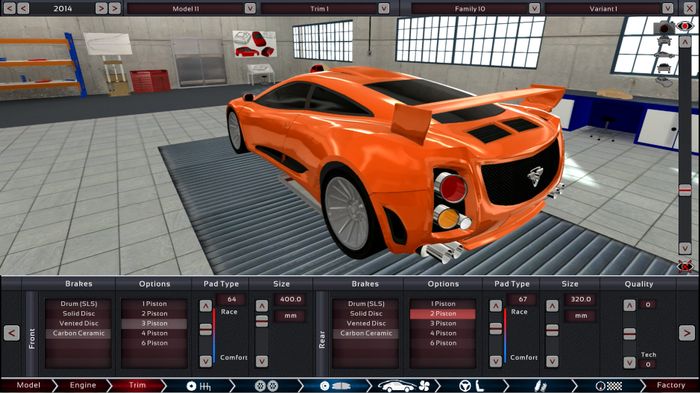 2014 Model II Trim I Family 10 Variant I
Brakes Options Pad Type Size Brakes Options Pad Type Size Quality
Front
Drum (SLS)
Solid Disc
Vented Disc
Carbon Ceramic
1 Piston
2 Piston
3 Piston
4 Piston
6 Piston
64
Race
Comfort
400.0
mm
Rear
Drum (SLS)
Solid Disc
Vented Disc
Carbon Ceramic
1 Piston
2 Piston
3 Piston
4 Piston
6 Piston
67
Race
Comfort
320.0
mm
0
Tech
0
Model Engine Trim Factory